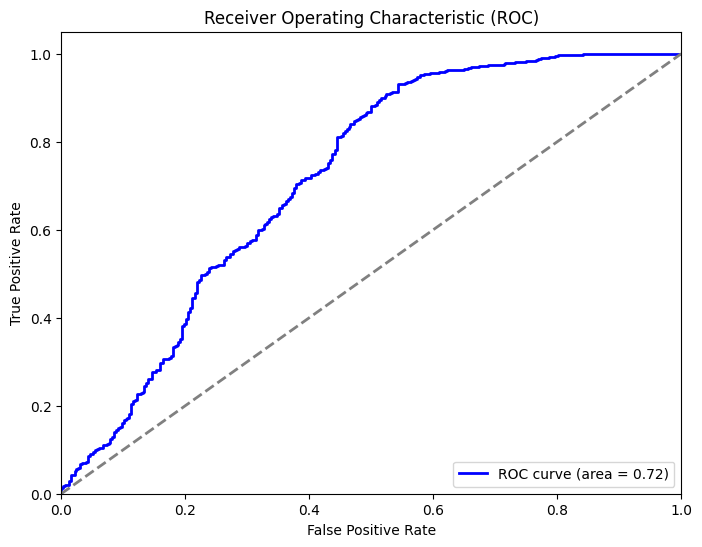 Receiver Operating Characteristic (ROC)
True Positive Rate
1.0
0.8
0.6
0.4
0.2
0.0
ROC curve (area = 0.72)
0.0 0.2 0.4 0.6 0.8 1.0
False Positive Rate